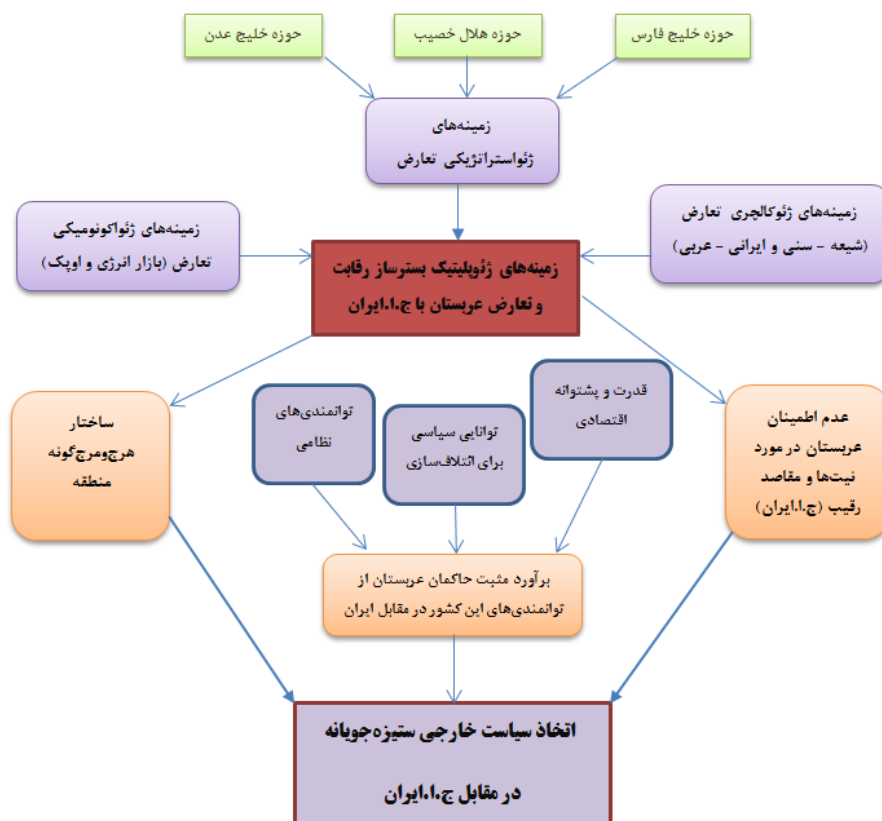 حوزه خلیج فارس
حوزه هلال خصیب
حوزه خلیج عدن
زمینه‌های
ژئواستراتژیکی تعارض
زمینه‌های ژئوکالچری تعارض
(شیعه - سنی و ایرانی - عربی)
زمینه‌های ژئواکونومیکی
تعارض (بازار انرژی و اوپک)
زمینه‌های ژئوپلیتیک بسترساز رقابت
و تعارض عربستان با ج.ا.ایران
عدم اطمینان
عربستان در مورد
نیت‌ها و مقاصد
رقیب (ج.ا.ایران)
قدرت و پشتوانه
اقتصادی
توانایی سیاسی
برای ائتلاف‌سازی
توانمندی‌های
نظامی
ساختار
هرج‌ومرج‌گونه
منطقه
برآورد مثبت حاکمان عربستان از
توانمندی‌های این کشور در مقابل ایران
اتخاذ سیاست خارجی ستیزه‌جویانه
در مقابل ج.ا.ایران